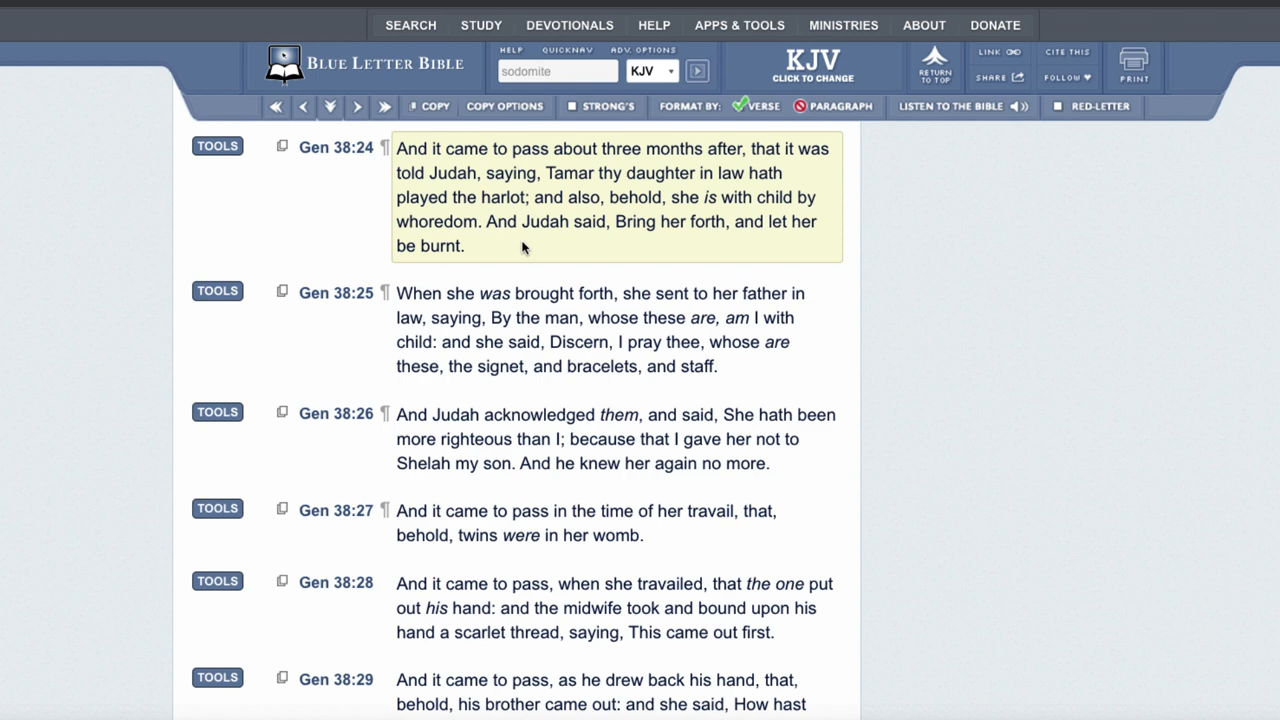 SEARCH STUDY DEVOTIONALS HELP APPS & TOOLS MINISTRIES ABOUT DONATE
BLUE LETTER BIBLE
HELP QUICKNAV ADV. OPTIONS
sodomite KJV
KJV
CLICK TO CHANGE
RETURN
TO TOP
LINK CITE THIS
SHARE FOLLOW
PRINT
COPY COPY OPTIONS STRONG'S FORMAT BY: VERSE PARAGRAPH LISTEN TO THE BIBLE RED-LETTER
TOOLS Gen 38:24 ¶ And it came to pass about three months after, that it was
told Judah, saying, Tamar thy daughter in law hath
played the harlot; and also, behold, she is with child by
whoredom. And Judah said, Bring her forth, and let her
be burnt.
TOOLS Gen 38:25 ¶ When she was brought forth, she sent to her father in
law, saying, By the man, whose these are, am I with
child: and she said, Discern, I pray thee, whose are
these, the signet, and bracelets, and staff.
TOOLS Gen 38:26 ¶ And Judah acknowledged them, and said, She hath been
more righteous than I; because that I gave her not to
Shelah my son. And he knew her again no more.
TOOLS Gen 38:27 ¶ And it came to pass in the time of her travail, that,
behold, twins were in her womb.
TOOLS Gen 38:28 And it came to pass, when she travailed, that the one put
out his hand: and the midwife took and bound upon his
hand a scarlet thread, saying, This came out first.
TOOLS Gen 38:29 And it came to pass, as he drew back his hand, that,
behold, his brother came out: and she said, How hast